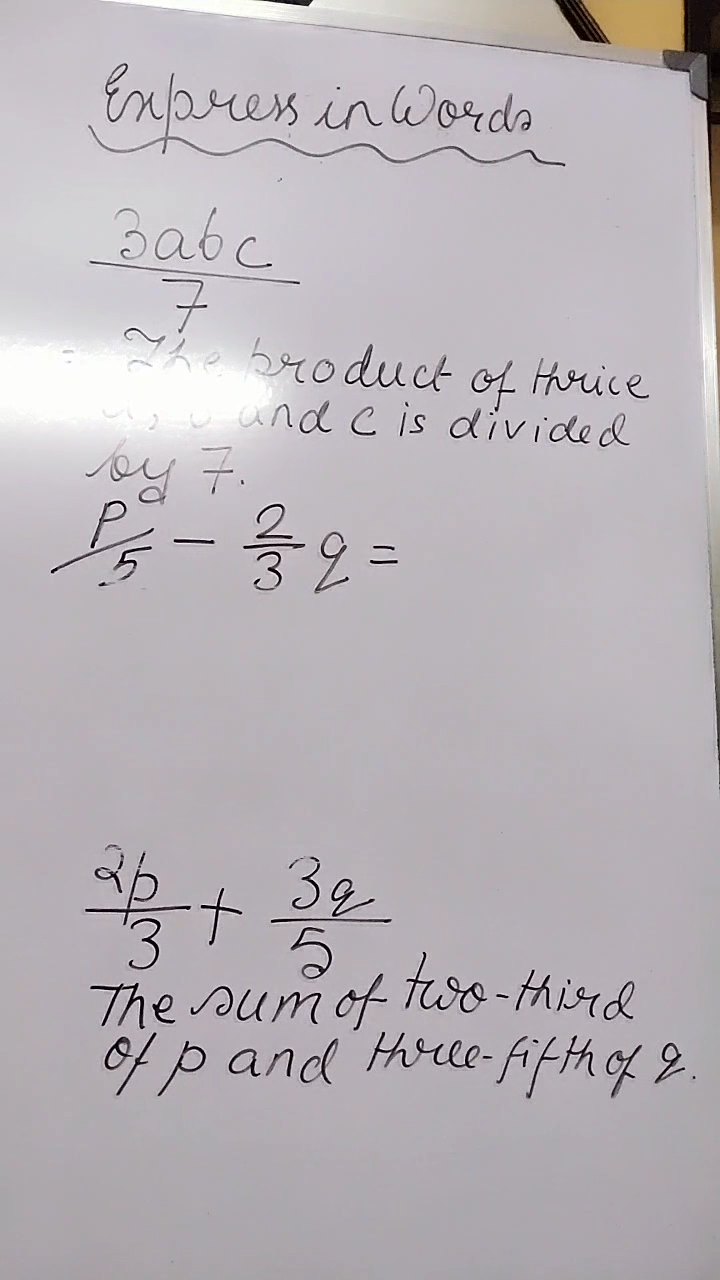 Express in Words
3abc
7
= The product of thrice
and c is divided
by 7.
p/5 - 2/3 q =
2p/3 + 3q/5
The sum of two-third
of p and three-fifth of q.